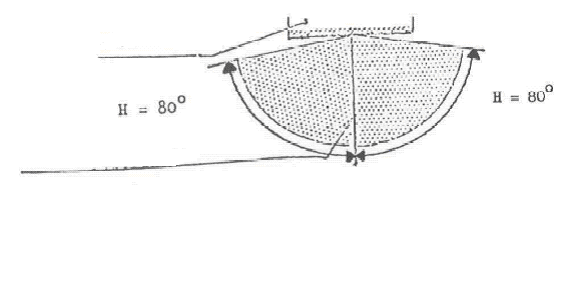 H = 80°
H = 80°